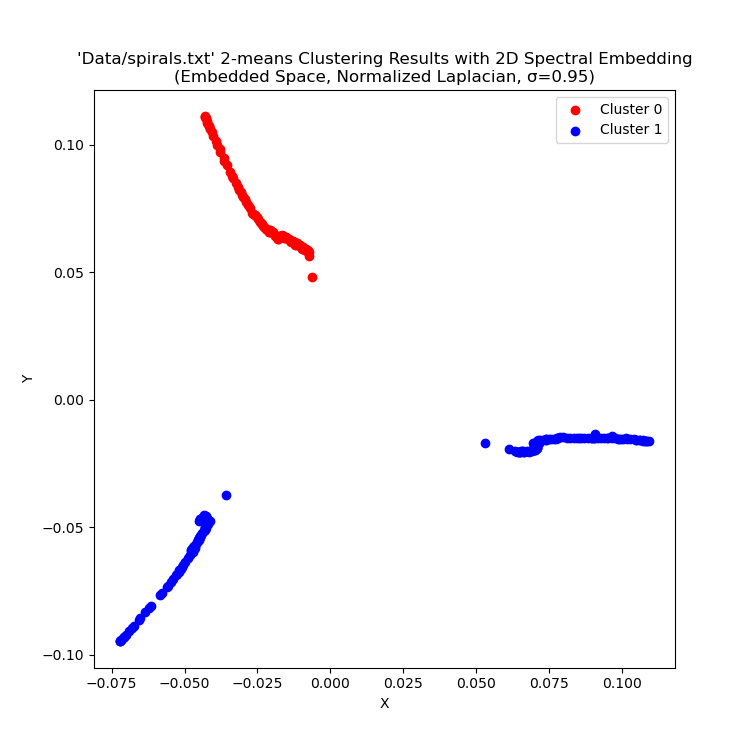 'Data/spirals.txt' 2-means Clustering Results with 2D Spectral Embedding
(Embedded Space, Normalized Laplacian, σ=0.95)
Cluster 0
Cluster 1
0.10
0.05
0.00
−0.05
−0.10
Y
−0.075 −0.050 −0.025 0.000 0.025 0.050 0.075 0.100
X